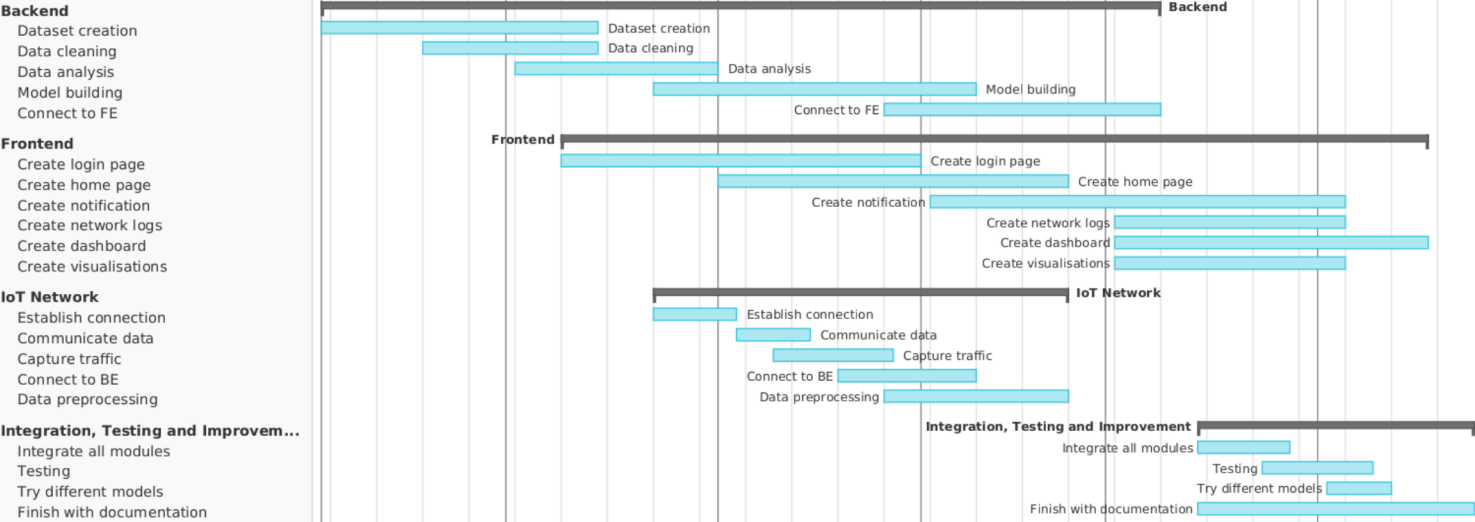 Backend
Backend
Dataset creation
Dataset creation
Data cleaning
Data cleaning
Data analysis
Data analysis
Model building
Model building
Connect to FE
Connect to FE
Frontend
Frontend
Create login page
Create login page
Create home page
Create home page
Create notification
Create notification
Create network logs
Create network logs
Create dashboard
Create dashboard
Create visualisations
Create visualisations
IoT Network
IoT Network
Establish connection
Establish connection
Communicate data
Communicate data
Capture traffic
Capture traffic
Connect to BE
Connect to BE
Data preprocessing
Data preprocessing
Integration, Testing and Improvem...
Integration, Testing and Improvement
Integrate all modules
Integrate all modules
Testing
Testing
Try different models
Try different models
Finish with documentation
Finish with documentation